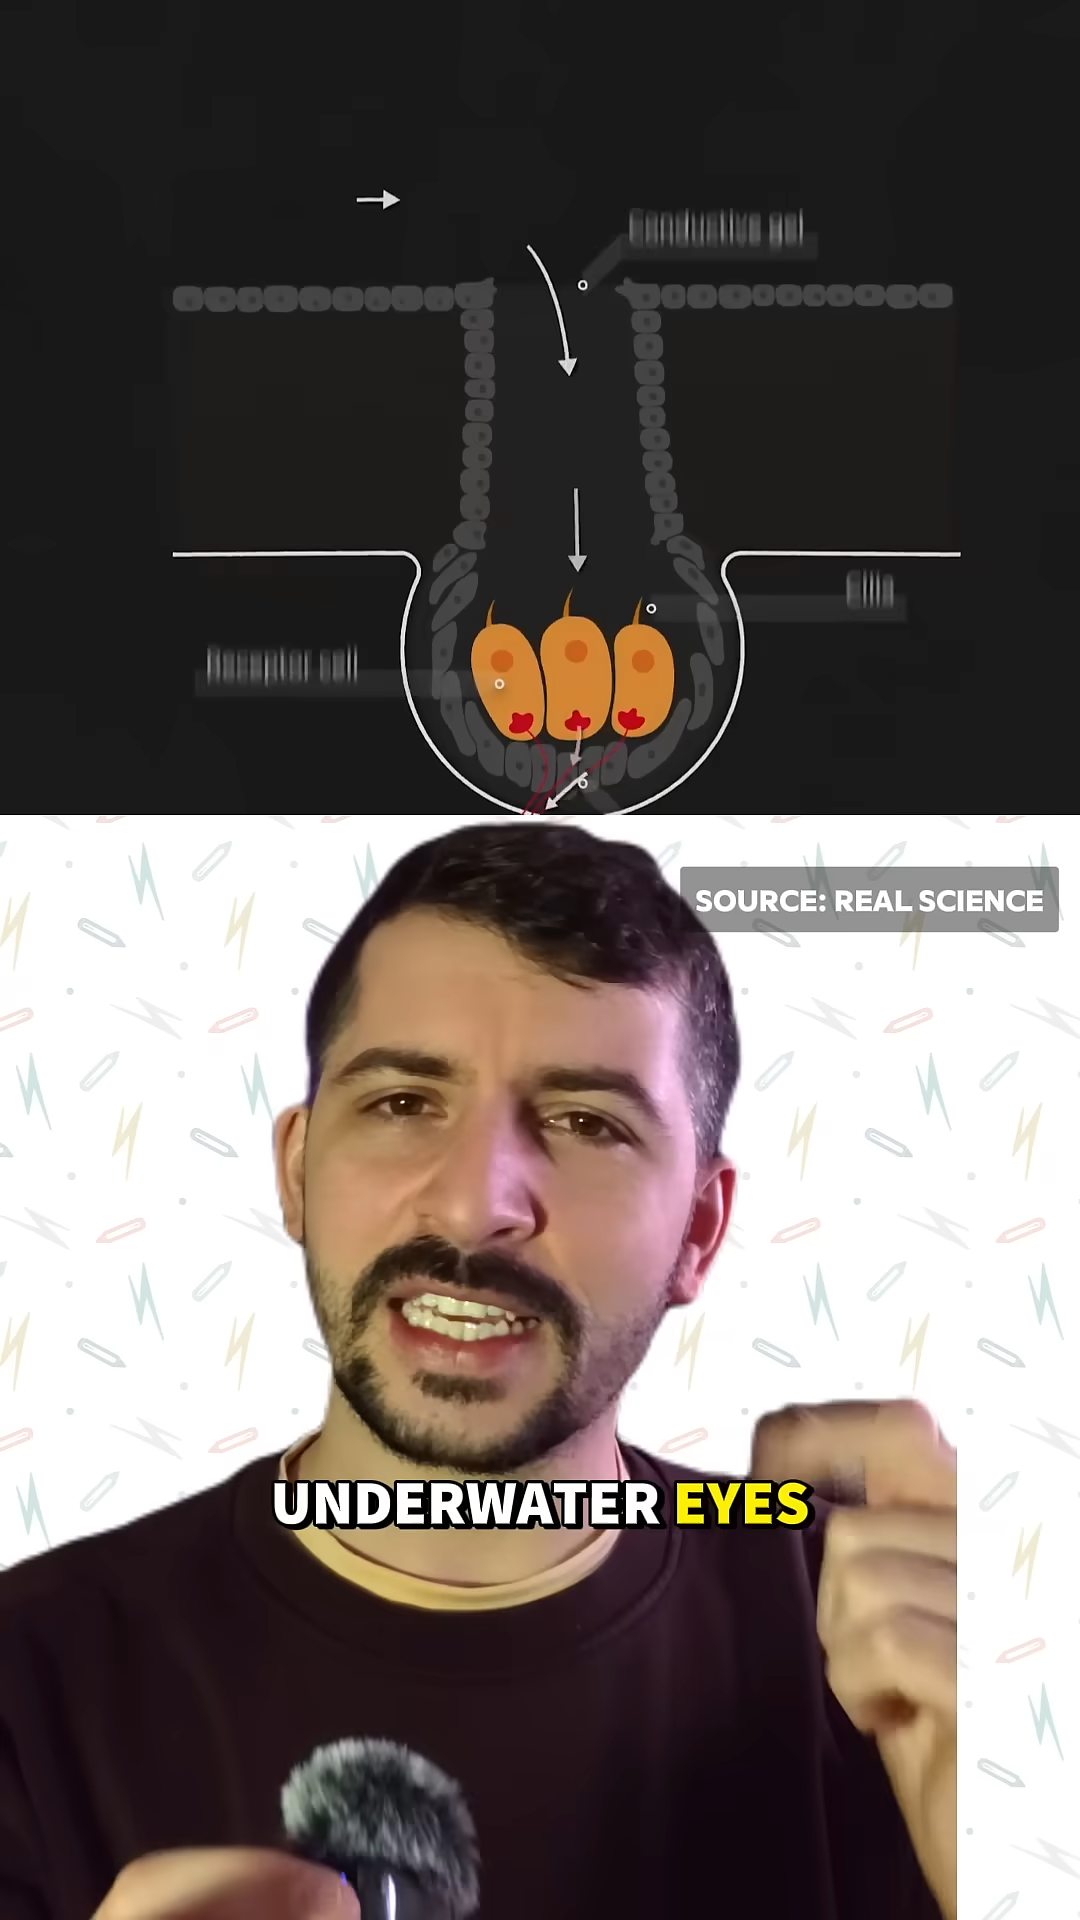 Conductive gel
Cilia
Receptor cell
SOURCE: REAL SCIENCE
UNDERWATER EYES